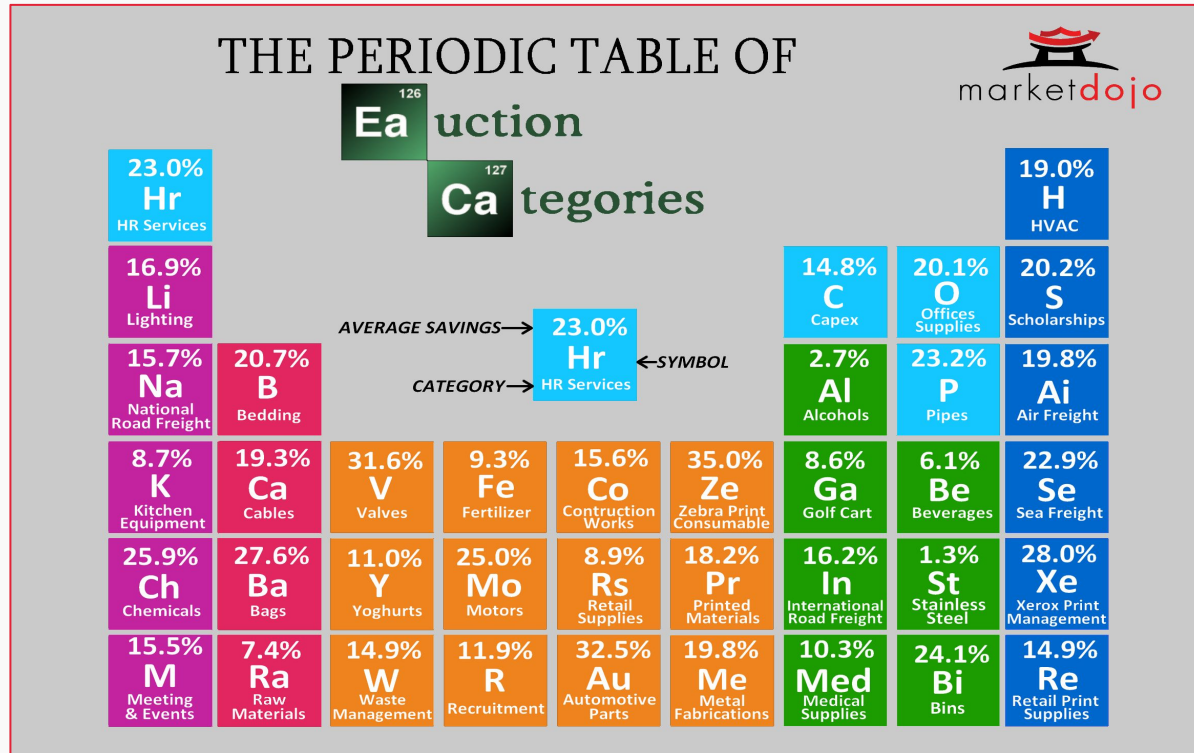 THE PERIODIC TABLE OF
marketdojo
126
Ea uction
127
Ca tegories
23.0%
Hr
HR Services
19.0%
H
HVAC
16.9%
Li
Lighting
14.8%
C
Capex
20.1%
O
Offices
Supplies
20.2%
S
Scholarships
AVERAGE SAVINGS
23.0%
Hr
HR Services
SYMBOL
CATEGORY
15.7%
Na
National
Road Freight
20.7%
B
Bedding
2.7%
Al
Alcohols
23.2%
P
Pipes
19.8%
Ai
Air Freight
8.7%
K
Kitchen
Equipment
19.3%
Ca
Cables
31.6%
V
Valves
9.3%
Fe
Fertilizer
15.6%
Co
Contruction
Works
35.0%
Ze
Zebra Print
Consumable
8.6%
Ga
Golf Cart
6.1%
Be
Beverages
22.9%
Se
Sea Freight
25.9%
Ch
Chemicals
27.6%
Ba
Bags
11.0%
Y
Yoghurts
25.0%
Mo
Motors
8.9%
Rs
Retail
Supplies
18.2%
Pr
Printed
Materials
16.2%
In
International
Road Freight
1.3%
St
Stainless
Steel
28.0%
Xe
Xerox Print
Management
15.5%
M
Meeting
& Events
7.4%
Ra
Raw
Materials
14.9%
W
Waste
Management
11.9%
R
Recruitment
32.5%
Au
Automotive
Parts
19.8%
Me
Metal
Fabrications
10.3%
Med
Medical
Supplies
24.1%
Bi
Bins
14.9%
Re
Retail Print
Supplies